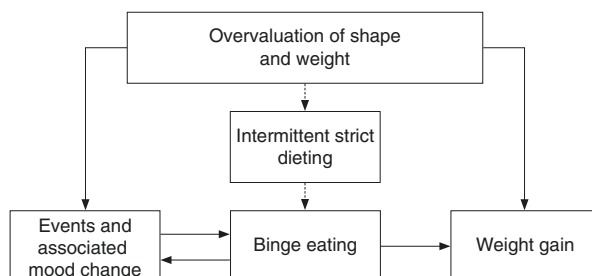 Overvaluation of shape
and weight
Intermittent strict
dieting
Events and
associated
mood change
Binge eating
Weight gain